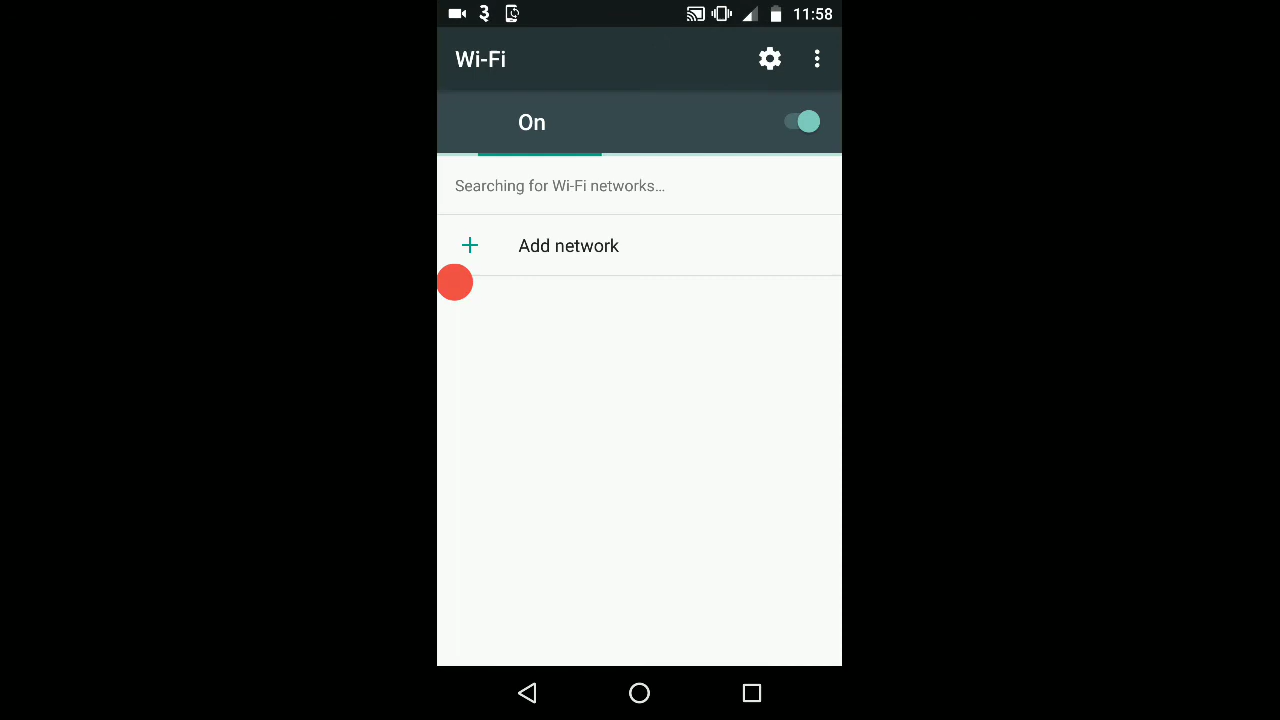 11:58
Wi-Fi
On
Searching for Wi-Fi networks…
Add network